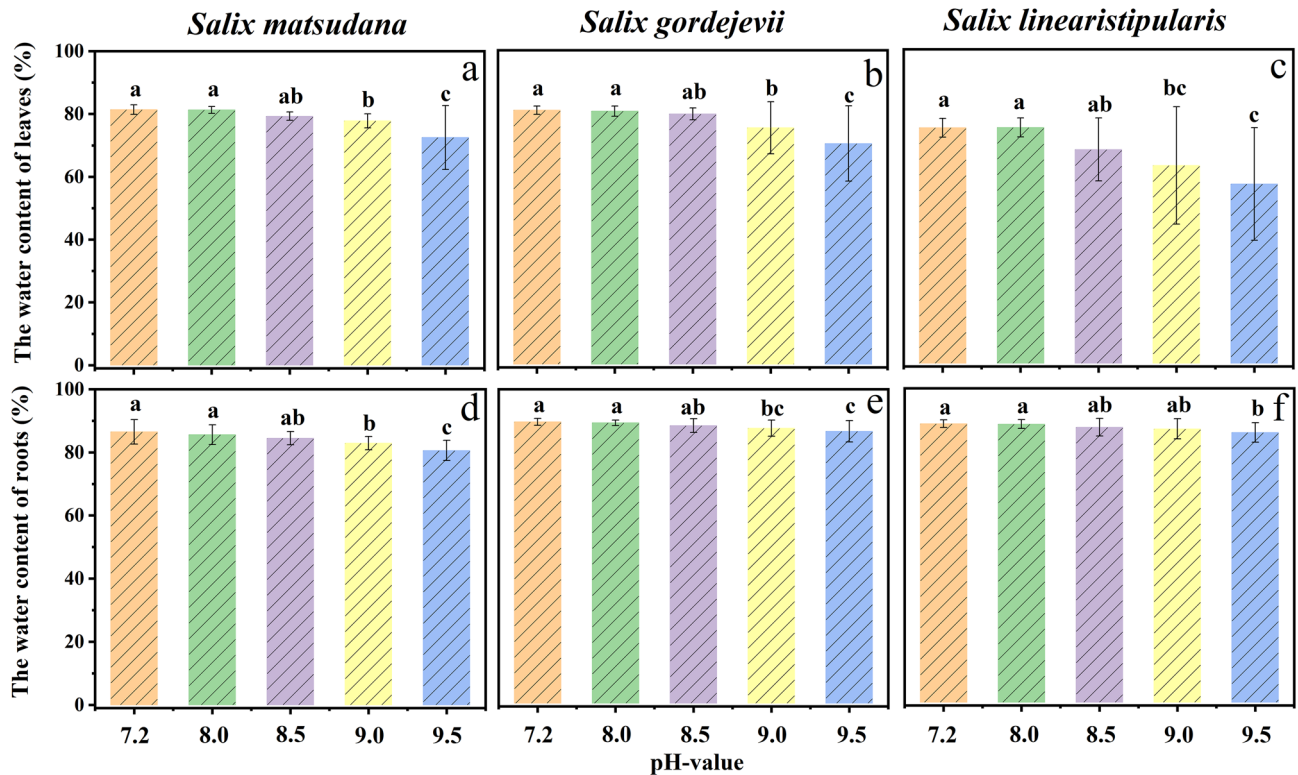 Salix matsudana Salix gordejevii Salix linearistipularis
The water content of leaves (%)
100
80
60
40
20
0
a
a a ab b c
b
a a ab b c
c
a a ab bc c
The water content of roots (%)
100
80
60
40
20
0
d
a a ab b c
e
a a ab bc c
f
a a ab ab b
7.2 8.0 8.5 9.0 9.5 7.2 8.0 8.5 9.0 9.5 7.2 8.0 8.5 9.0 9.5
pH-value